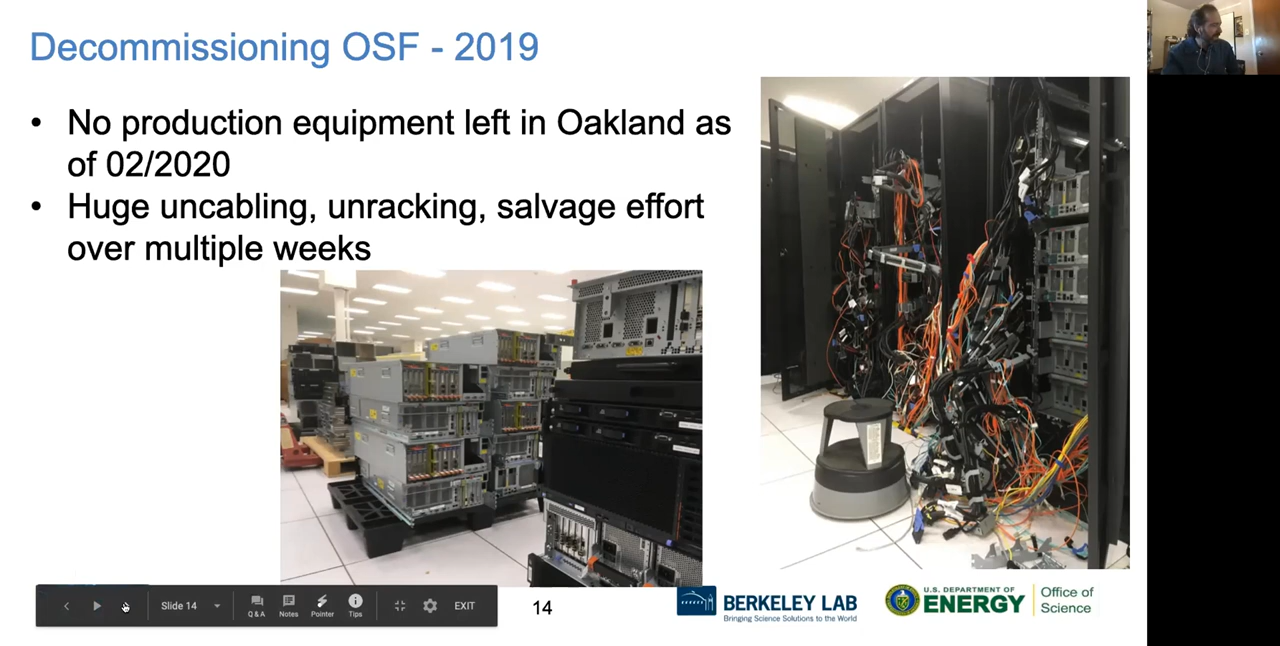 Decommissioning OSF - 2019
• No production equipment left in Oakland as
of 02/2020
• Huge uncabling, unracking, salvage effort
over multiple weeks
Slide 14
Q & A
Notes
Pointer
Tips
EXIT
14
BERKELEY LAB
Bringing Science Solutions to the World
U.S. DEPARTMENT OF
ENERGY
Office of
Science